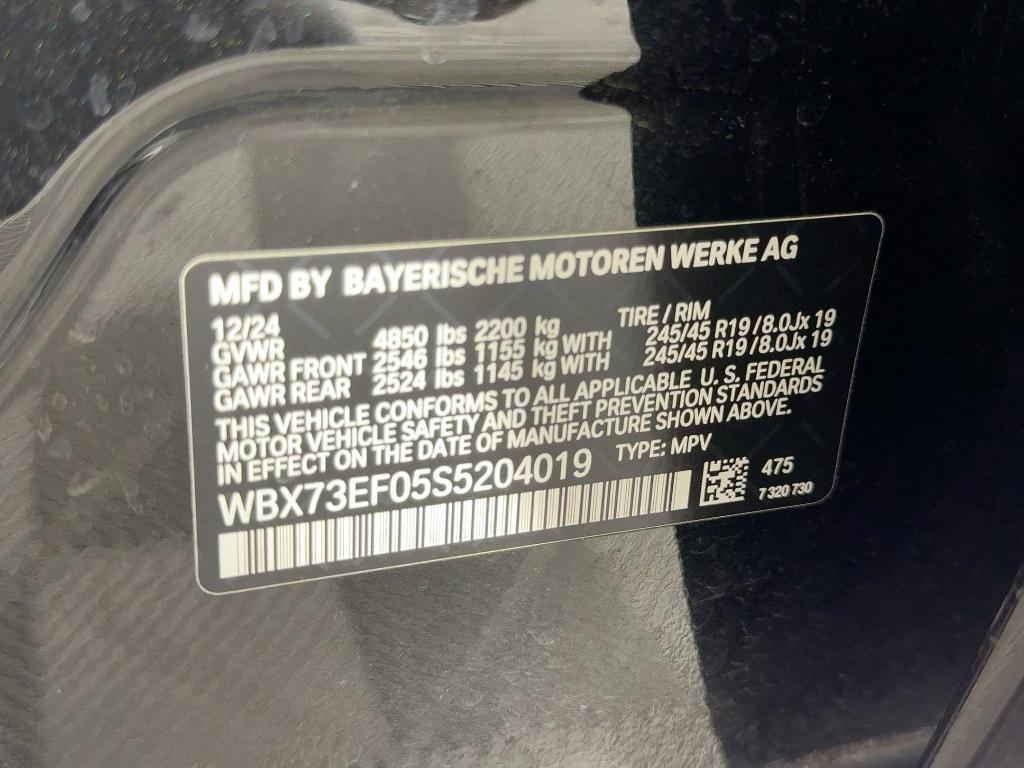 MFD BY BAYERISCHE MOTOREN WERKE AG
12/24 TIRE / RIM
GVWR 4850 lbs 2200 kg
GAWR FRONT 2546 lbs 1155 kg WITH 245/45 R19 / 8.0Jx 19
GAWR REAR 2524 lbs 1145 kg WITH 245/45 R19 / 8.0Jx 19
THIS VEHICLE CONFORMS TO ALL APPLICABLE U. S. FEDERAL
MOTOR VEHICLE SAFETY AND THEFT PREVENTION STANDARDS
IN EFFECT ON THE DATE OF MANUFACTURE SHOWN ABOVE.
WBX73EF05S5204019 TYPE: MPV
475
7 320 730